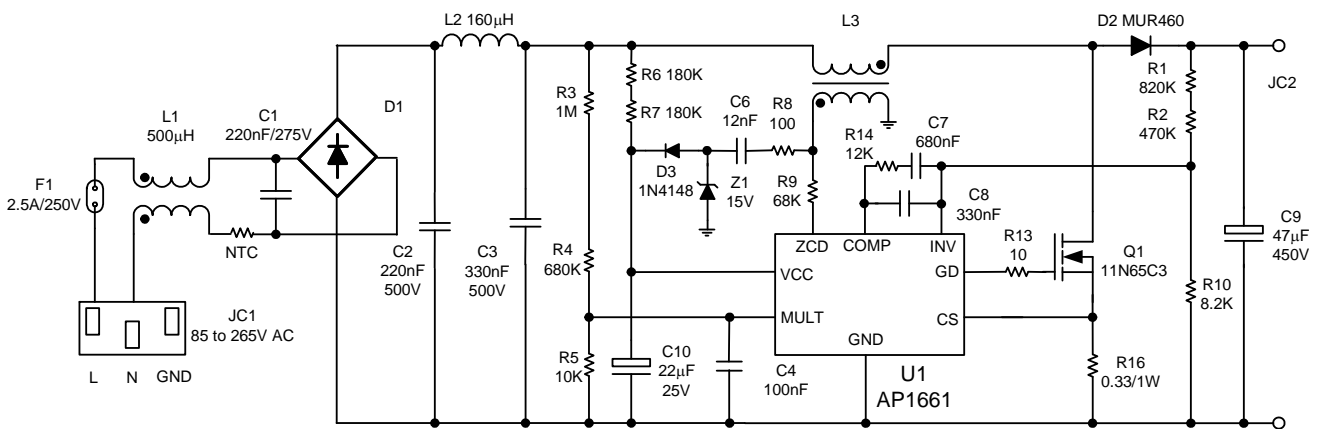 L2 160μH
L3
D2 MUR460
JC2
R1
820K
R2
470K
R6 180K
R7 180K
R3
1M
C6
12nF
R8
100
R14
12K
C7
680nF
D1
L1
500μH
C1
220nF/275V
F1
2.5A/250V
D3
1N4148
Z1
15V
R9
68K
C8
330nF
NTC
C2
220nF
500V
C3
330nF
500V
R4
680K
ZCD
COMP
INV
VCC
GD
MULT
CS
GND
R13
10
Q1
11N65C3
C9
47μF
450V
R10
8.2K
JC1
85 to 265V AC
L
N
GND
R5
10K
C10
22μF
25V
C4
100nF
U1
AP1661
R16
0.33/1W